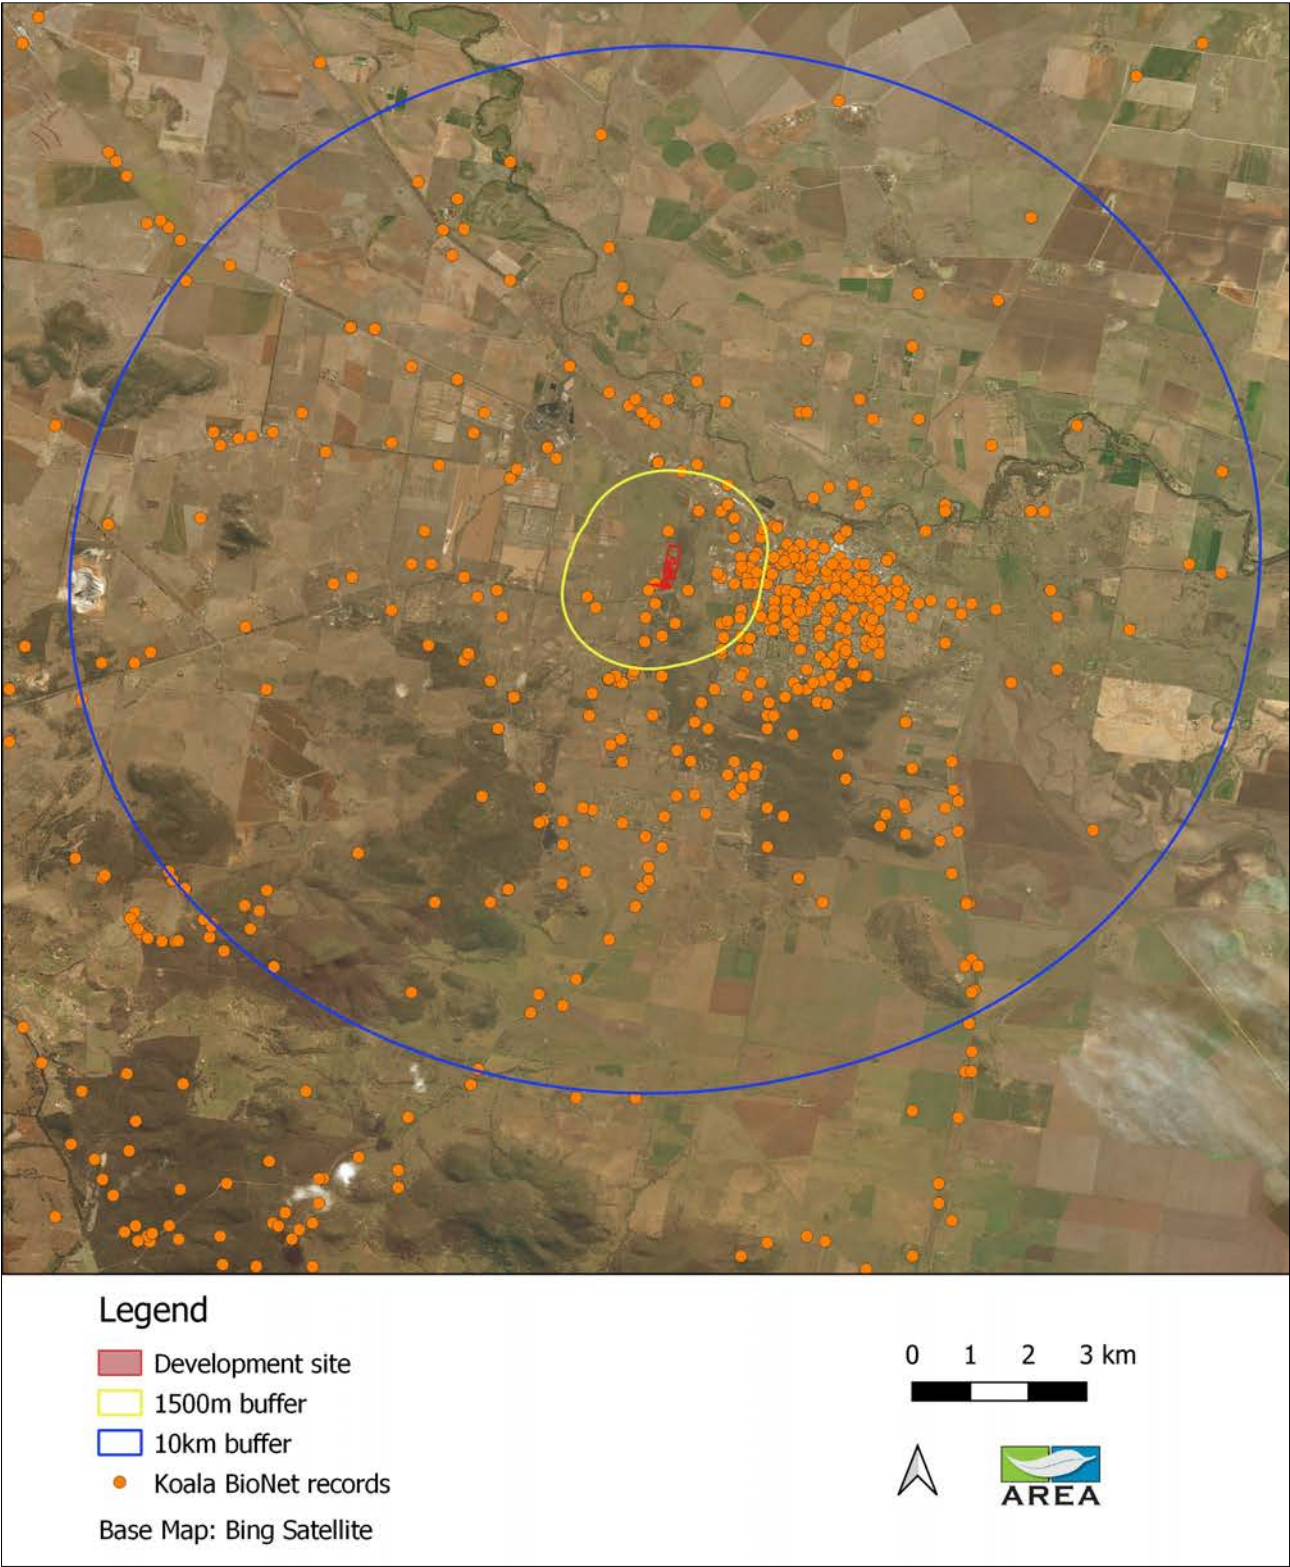 Legend
Development site
1500m buffer
10km buffer
Koala BioNet records
Base Map: Bing Satellite
0 1 2 3 km
AREA